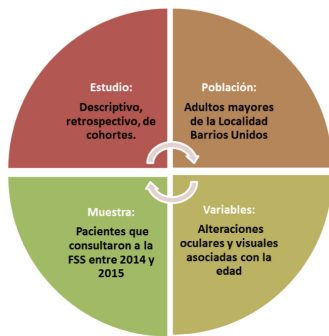 Estudio:
Descriptivo,
retrospectivo, de
cohortes.
Población:
Adultos mayores
de la Localidad
Barrios Unidos
Muestra:
Pacientes que
consultaron a la
FSS entre 2014 y
2015
Variables:
Alteraciones
oculares y visuales
asociadas con la
edad